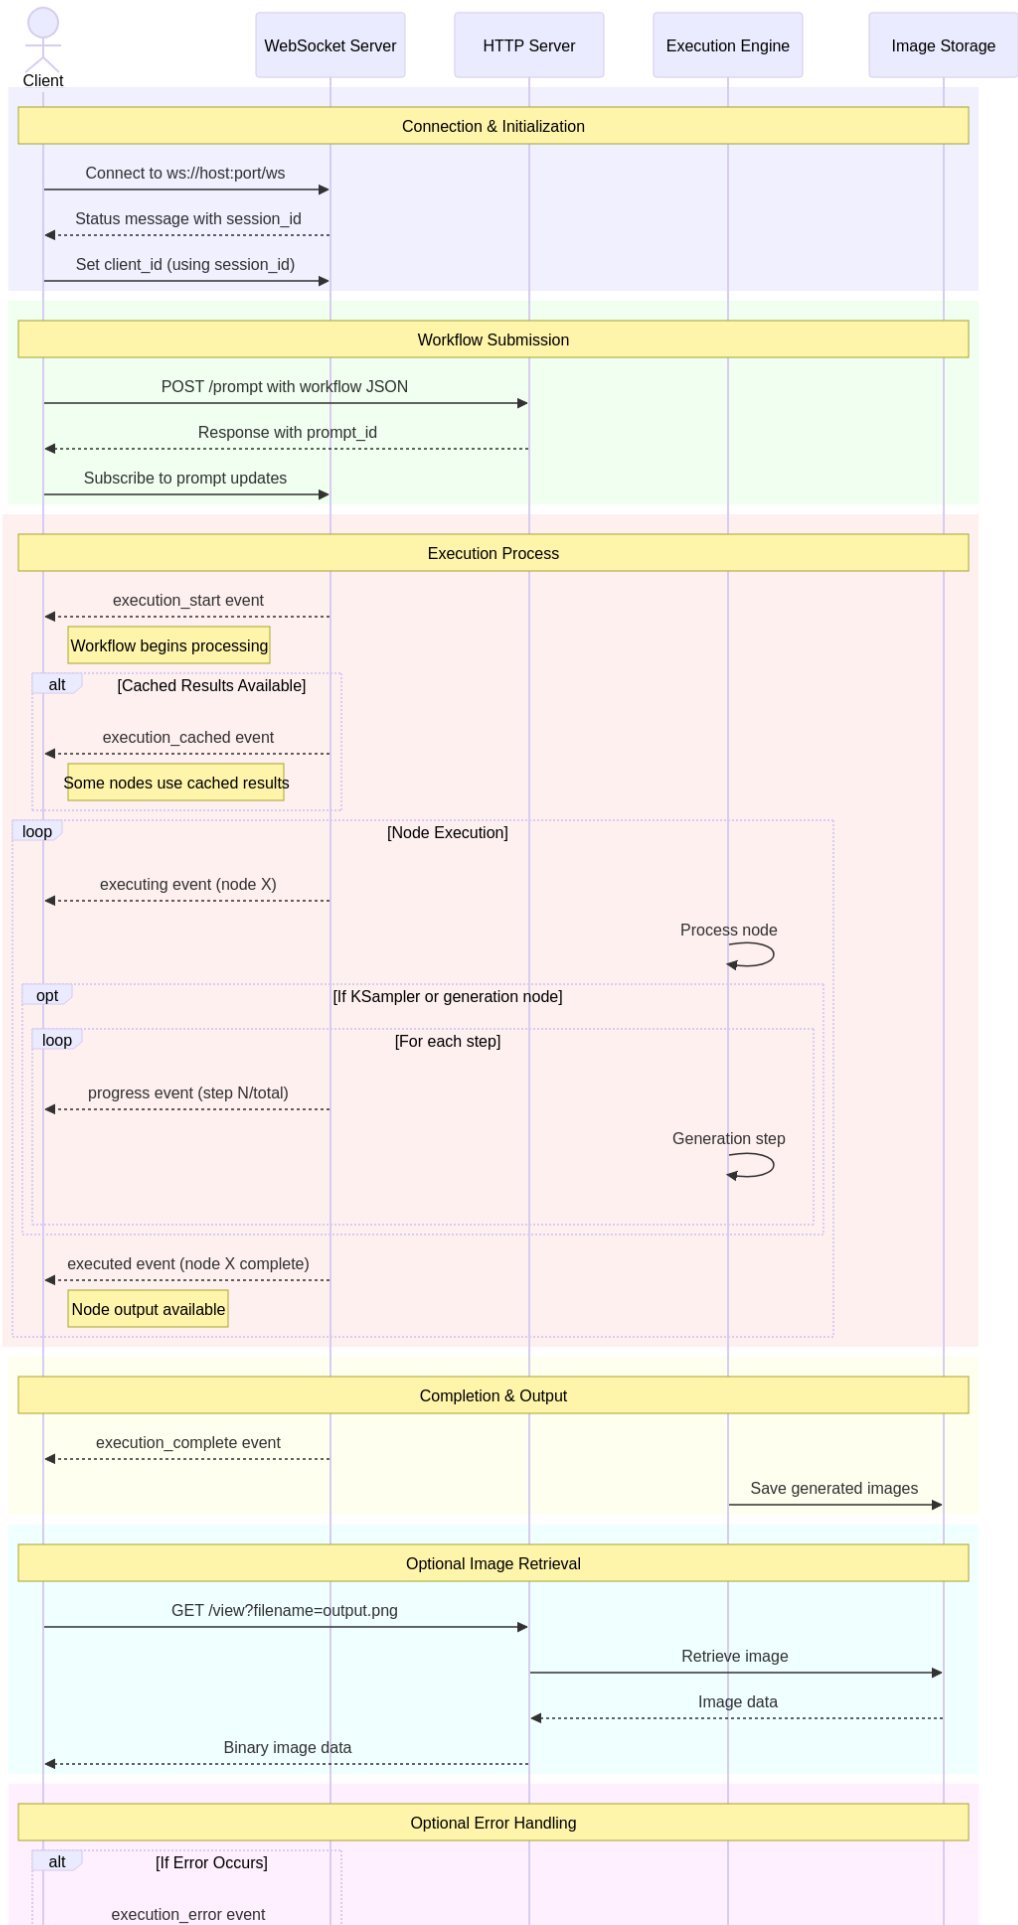 WebSocket Server
HTTP Server
Execution Engine
Image Storage
Client
Connection & Initialization
Connect to ws://host:port/ws
Status message with session_id
Set client_id (using session_id)
Workflow Submission
POST /prompt with workflow JSON
Response with prompt_id
Subscribe to prompt updates
Execution Process
execution_start event
Workflow begins processing
alt
[Cached Results Available]
execution_cached event
Some nodes use cached results
loop
[Node Execution]
executing event (node X)
Process node
opt
[If KSampler or generation node]
loop
[For each step]
progress event (step N/total)
Generation step
executed event (node X complete)
Node output available
Completion & Output
execution_complete event
Save generated images
Optional Image Retrieval
GET /view?filename=output.png
Retrieve image
Image data
Binary image data
Optional Error Handling
alt
[If Error Occurs]
execution_error event